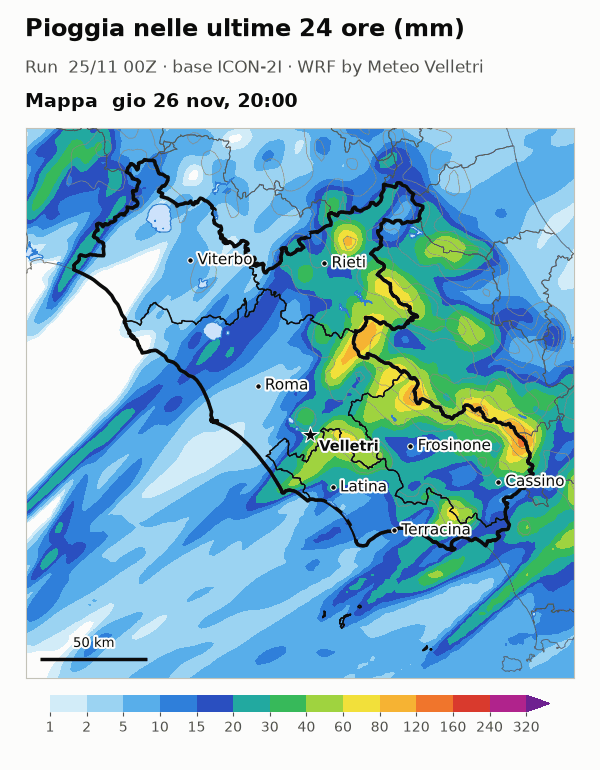 Pioggia nelle ultime 24 ore (mm)
Run  25/11 00Z · base ICON-2I · WRF by Meteo Velletri
Mappa  gio 26 nov, 20:00
Viterbo
Rieti
Roma
Velletri
Frosinone
Cassino
Latina
Terracina
50 km
1 2 5 10 15 20 30 40 60 80 120 160 240 320